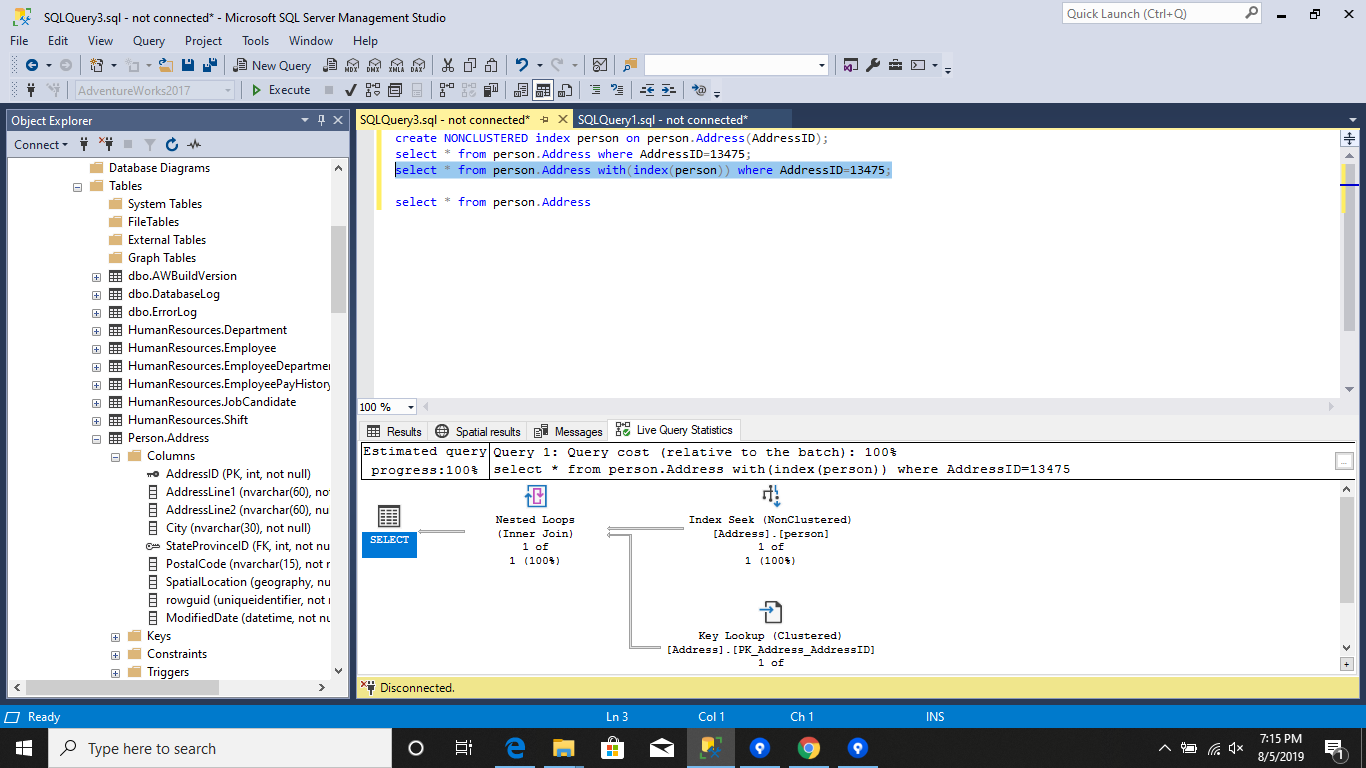 SQLQuery3.sql - not connected* - Microsoft SQL Server Management Studio
Quick Launch (Ctrl+Q)
File Edit View Query Project Tools Window Help
New Query MDX DMX XMLA DAX
AdventureWorks2017 Execute
Object Explorer
Connect
Database Diagrams
Tables
System Tables
FileTables
External Tables
Graph Tables
dbo.AWBuildVersion
dbo.DatabaseLog
dbo.ErrorLog
HumanResources.Department
HumanResources.Employee
HumanResources.EmployeeDepartme
HumanResources.EmployeePayHistory
HumanResources.JobCandidate
HumanResources.Shift
Person.Address
Columns
AddressID (PK, int, not null)
AddressLine1 (nvarchar(60), no
AddressLine2 (nvarchar(60), nu
City (nvarchar(30), not null)
StateProvinceID (FK, int, not nu
PostalCode (nvarchar(15), not r
SpatialLocation (geography, nu
rowguid (uniqueidentifier, not
ModifiedDate (datetime, not nu
Keys
Constraints
Triggers
SQLQuery3.sql - not connected* SQLQuery1.sql - not connected*
create NONCLUSTERED index person on person.Address(AddressID);
select * from person.Address where AddressID=13475;
select * from person.Address with(index(person)) where AddressID=13475;
select * from person.Address
100 %
Results Spatial results Messages Live Query Statistics
Estimated query progress:100%
Query 1: Query cost (relative to the batch): 100%
select * from person.Address with(index(person)) where AddressID=13475
SELECT
Nested Loops
(Inner Join)
1 of
1 (100%)
Index Seek (NonClustered)
[Address].[person]
1 of
1 (100%)
Key Lookup (Clustered)
[Address].[PK_Address_AddressID]
1 of
Disconnected.
Ready Ln 3 Col 1 Ch 1 INS
Type here to search
7:15 PM
8/5/2019
1